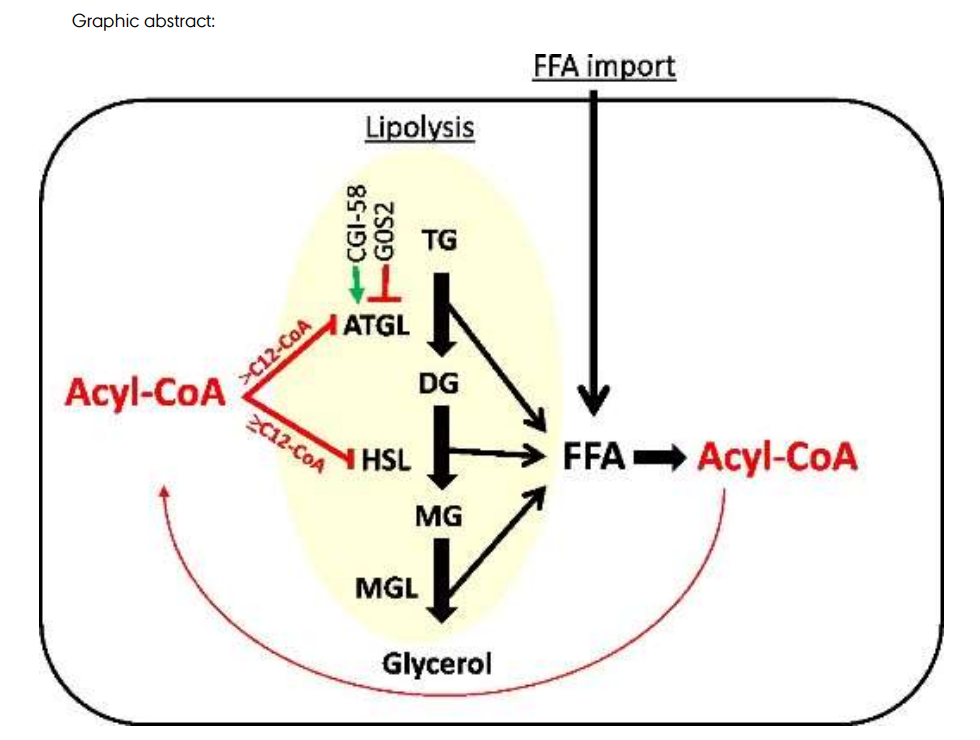 Graphic abstract:
FFA import
Lipolysis
CGI-58
G0S2
TG
ATGL
>C12-CoA
DG
Acyl-CoA
≥C12-CoA
HSL
FFA
Acyl-CoA
MG
MGL
Glycerol